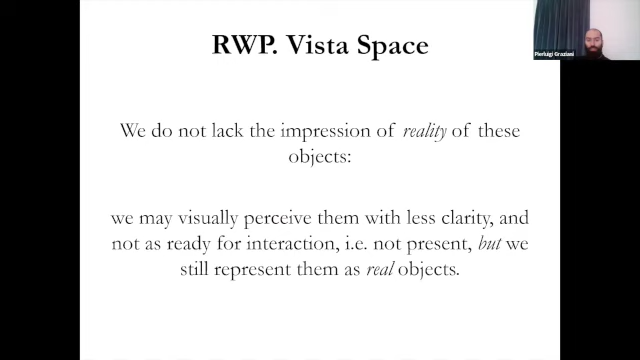 RWP. Vista Space
Pierluigi Graziani
We do not lack the impression of reality of these
objects:
we may visually perceive them with less clarity, and
not as ready for interaction, i.e. not present, but we
still represent them as real objects.